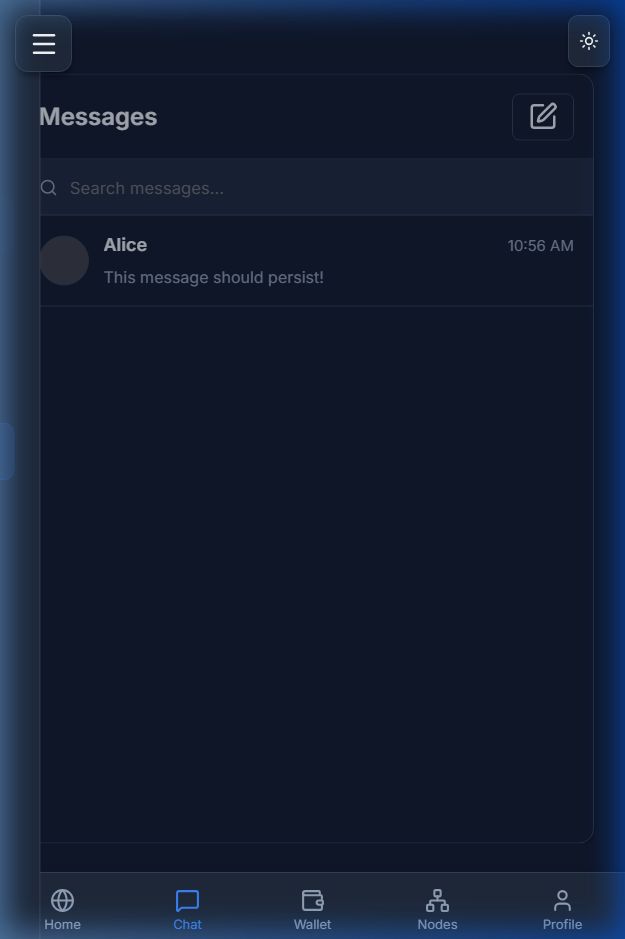 Messages
Search messages...
Alice
10:56 AM
This message should persist!
Home
Chat
Wallet
Nodes
Profile